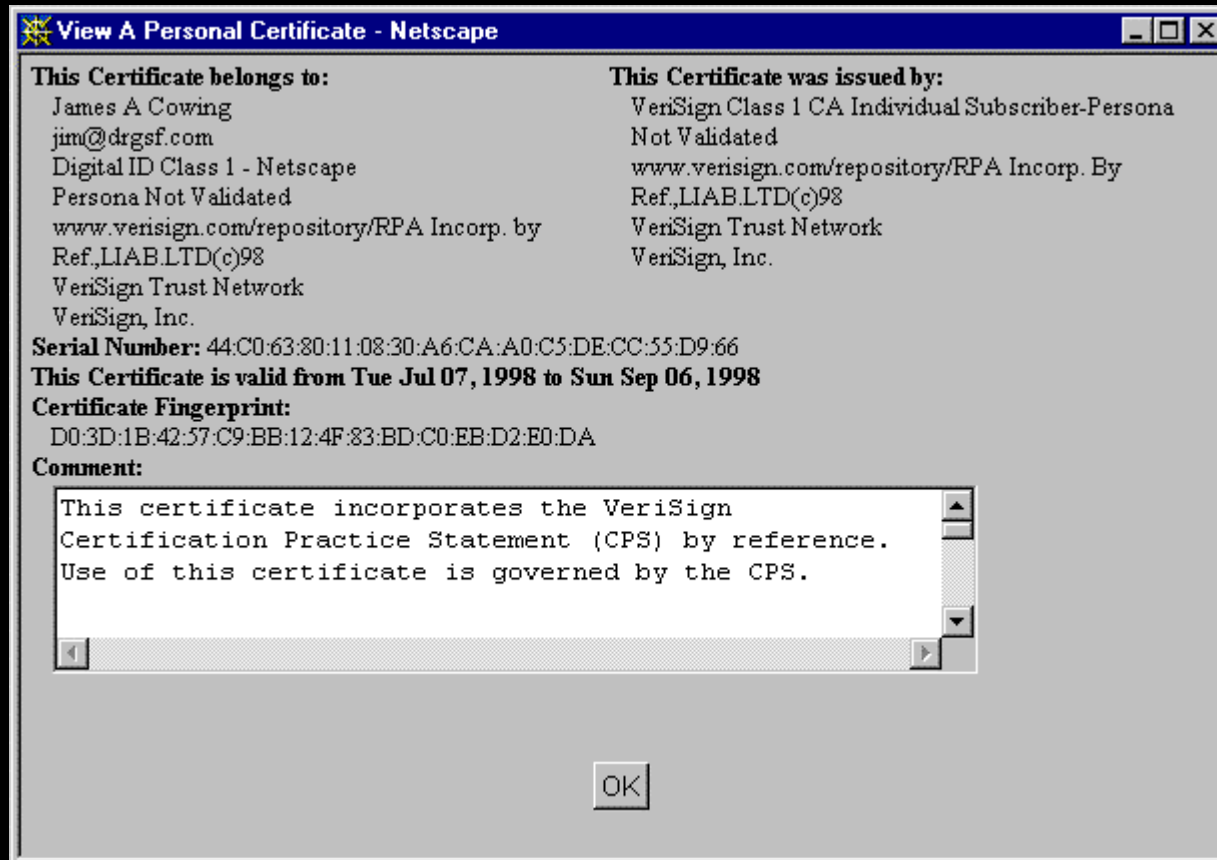 View A Personal Certificate - Netscape
This Certificate belongs to:
James A Cowing
jim@drgsf.com
Digital ID Class 1 - Netscape
Persona Not Validated
www.verisign.com/repository/RPA Incorp. by
Ref.,LIAB.LTD(c)98
VeriSign Trust Network
VeriSign, Inc.
This Certificate was issued by:
VeriSign Class 1 CA Individual Subscriber-Persona
Not Validated
www.verisign.com/repository/RPA Incorp. By
Ref.,LIAB.LTD(c)98
VeriSign Trust Network
VeriSign, Inc.
Serial Number: 44:C0:63:80:11:08:30:A6:CA:A0:C5:DE:CC:55:D9:66
This Certificate is valid from Tue Jul 07, 1998 to Sun Sep 06, 1998
Certificate Fingerprint:
D0:3D:1B:42:57:C9:BB:12:4F:83:BD:C0:EB:D2:E0:DA
Comment:
This certificate incorporates the VeriSign
Certification Practice Statement (CPS) by reference.
Use of this certificate is governed by the CPS.
OK